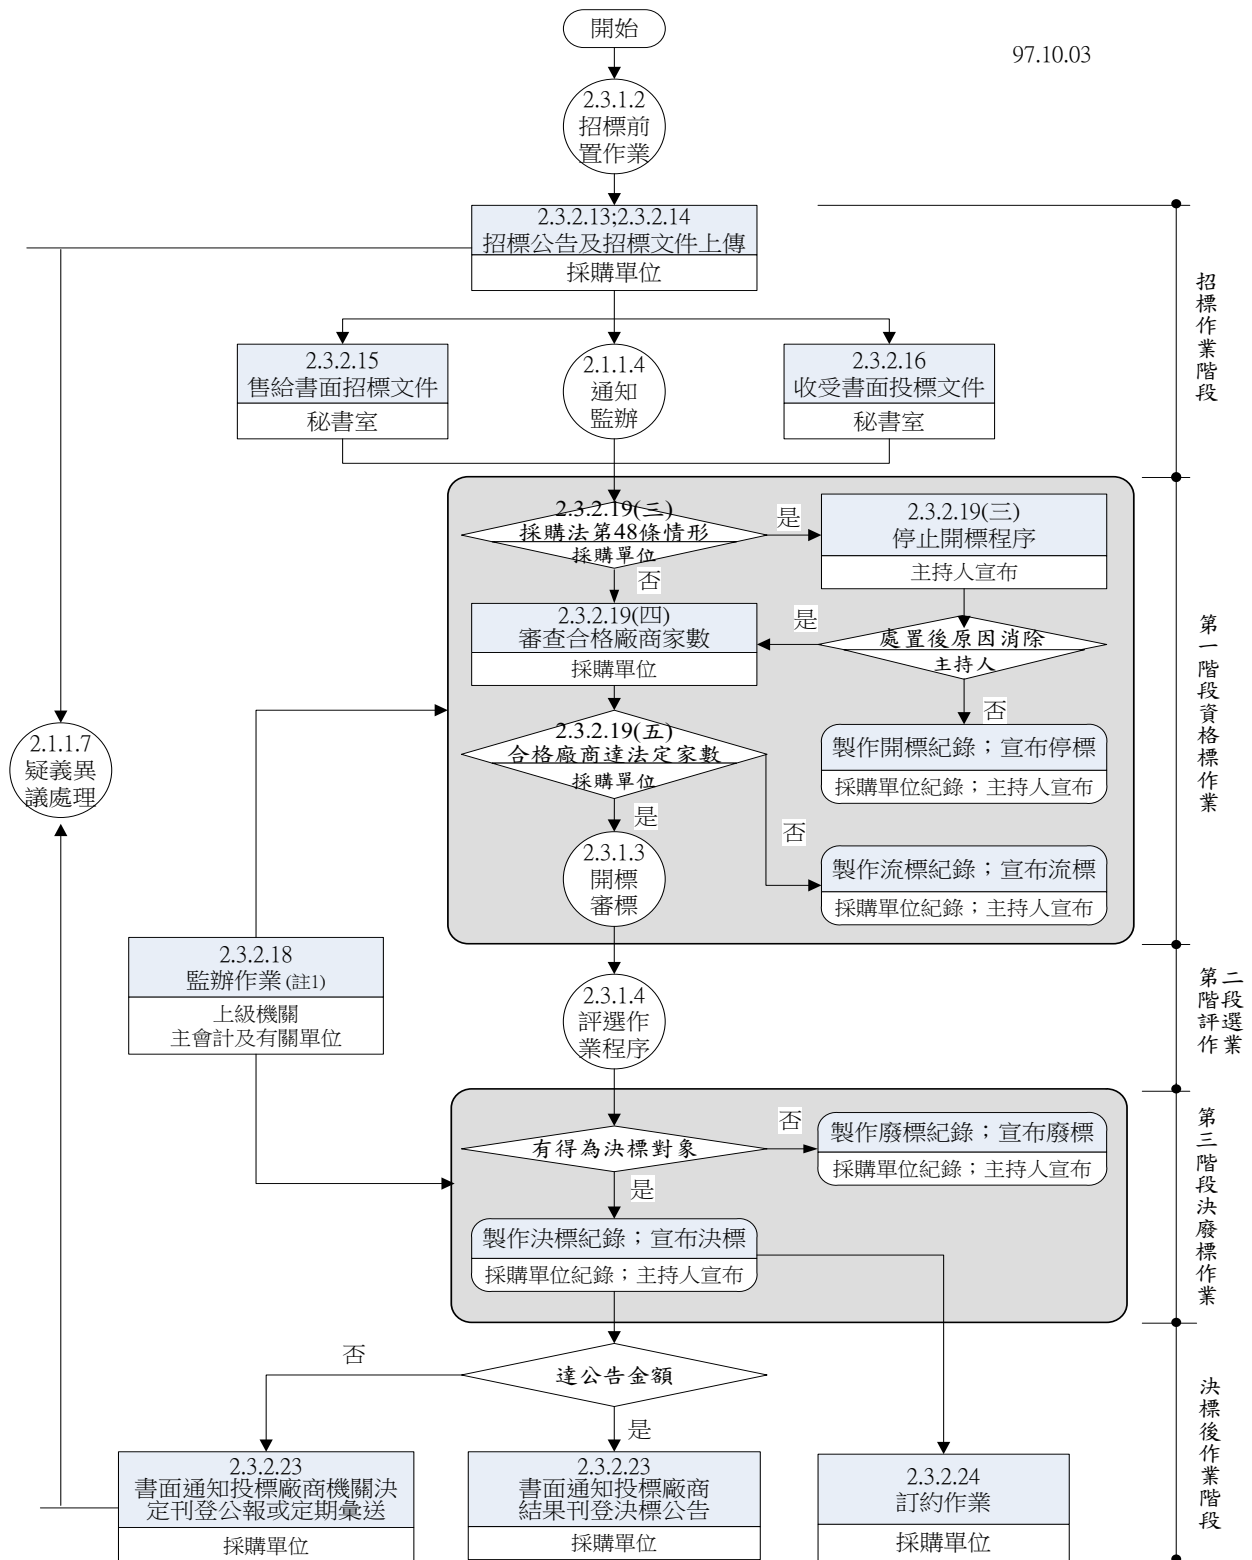 開始
97.10.03
2.3.1.2
招標前
置作業
2.3.2.13;2.3.2.14
招標公告及招標文件上傳
採購單位
招標作業階段
2.3.2.15
售給書面招標文件
秘書室
2.1.1.4
通知
監辦
2.3.2.16
收受書面投標文件
秘書室
2.3.2.19(三)
採購法第48條情形
採購單位
是
否
2.3.2.19(三)
停止開標程序
主持人宣布
2.3.2.19(四)
審查合格廠商家數
採購單位
是
處置後原因消除
主持人
否
第一階段資格標作業
2.3.2.19(五)
合格廠商達法定家數
採購單位
是
否
製作開標紀錄；宣布停標
採購單位紀錄；主持人宣布
2.1.1.7
疑義異
議處理
2.3.1.3
開標
審標
製作流標紀錄；宣布流標
採購單位紀錄；主持人宣布
2.3.2.18
監辦作業(註1)
上級機關
主會計及有關單位
2.3.1.4
評選作
業程序
第二
階段
評選
作業
有得為決標對象
否
是
製作廢標紀錄；宣布廢標
採購單位紀錄；主持人宣布
第三階段決廢標作業
製作決標紀錄；宣布決標
採購單位紀錄；主持人宣布
達公告金額
否
是
決標後作業階段
2.3.2.23
書面通知投標廠商機關決
定刊登公報或定期彙送
採購單位
2.3.2.23
書面通知投標廠商
結果刊登決標公告
採購單位
2.3.2.24
訂約作業
採購單位